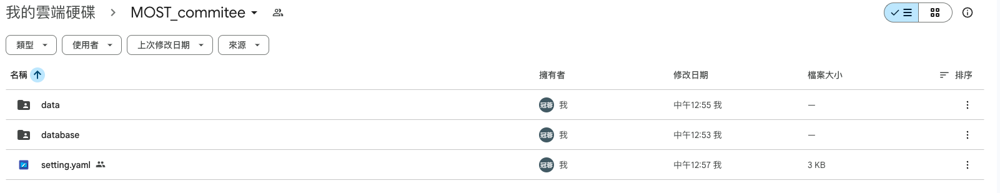 我的雲端硬碟 > MOST_commitee
類型 使用者 上次修改日期 來源
名稱 擁有者 修改日期 檔案大小 排序
data 冠蓉 我 中午12:55 我 —
database 冠蓉 我 中午12:53 我 —
setting.yaml 冠蓉 我 中午12:57 我 3 KB